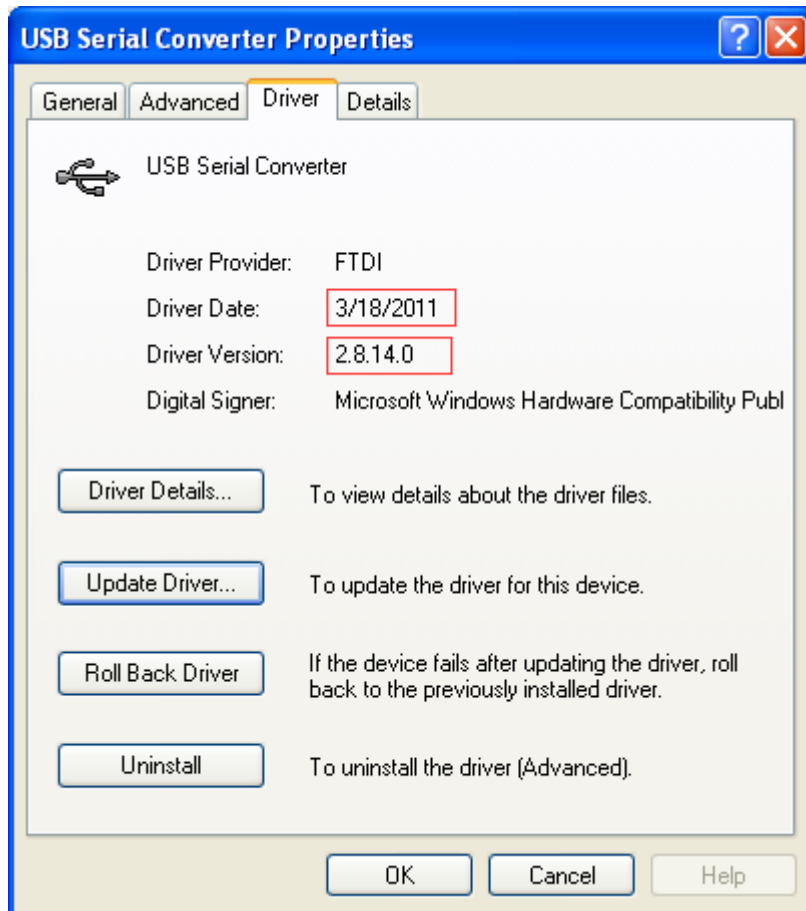 USB Serial Converter Properties
?
General Advanced Driver Details
USB Serial Converter
Driver Provider: FTDI
Driver Date: 3/18/2011
Driver Version: 2.8.14.0
Digital Signer: Microsoft Windows Hardware Compatibility Publ
Driver Details... To view details about the driver files.
Update Driver... To update the driver for this device.
Roll Back Driver If the device fails after updating the driver, roll
back to the previously installed driver.
Uninstall To uninstall the driver (Advanced).
OK Cancel Help